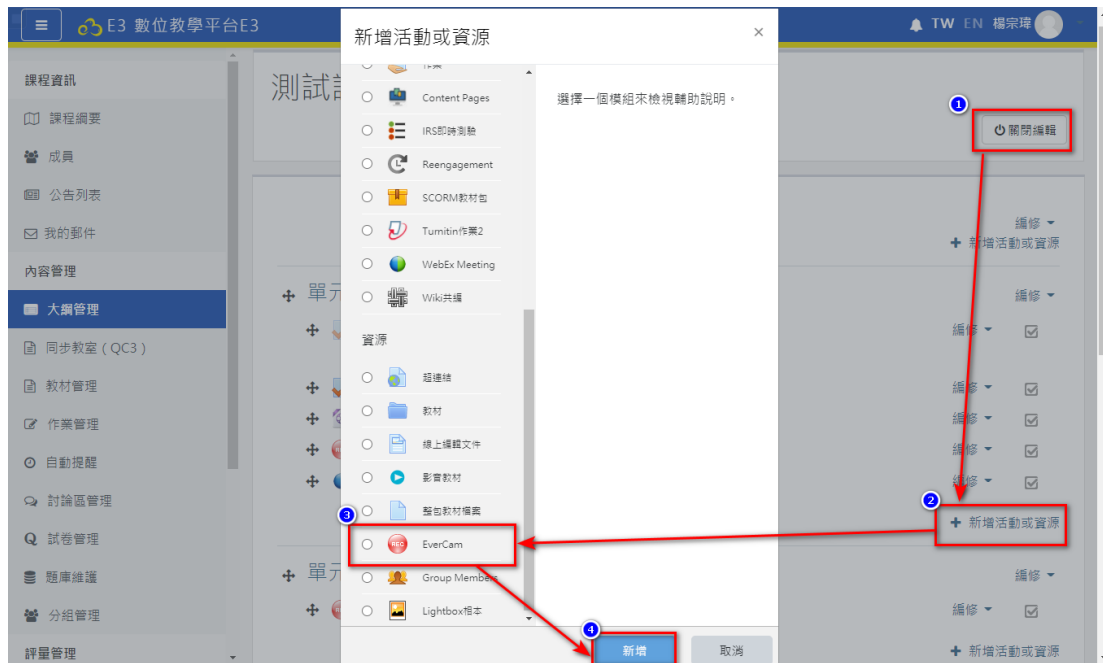 E3 數位教學平台E3
TW EN 楊宗瑋
課程資訊
課程綱要
成員
公告列表
我的郵件
內容管理
大綱管理
同步教室(QC3)
教材管理
作業管理
自動提醒
討論區管理
試卷管理
題庫維護
分組管理
評量管理
測試
1
關閉編輯
編修
新增活動或資源
單元
編修
編修
編修
編修
編修
編修
2
新增活動或資源
單元
編修
編修
新增活動或資源
新增活動或資源
×
作業
Content Pages
IRS即時測驗
Reengagement
SCORM教材包
Turnitin作業2
WebEx Meeting
Wiki共編
資源
超連結
教材
線上編輯文件
影音教材
整包教材檔案
3
REC EverCam
Group Members
Lightbox相本
選擇一個模組來檢視輔助說明。
4
新增
取消